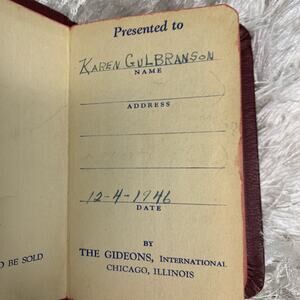 Presented to
KAREN GULBRANSON
NAME
ADDRESS
12-4-1946
DATE
BY
THE GIDEONS, INTERNATIONAL
CHICAGO, ILLINOIS
O BE SOLD